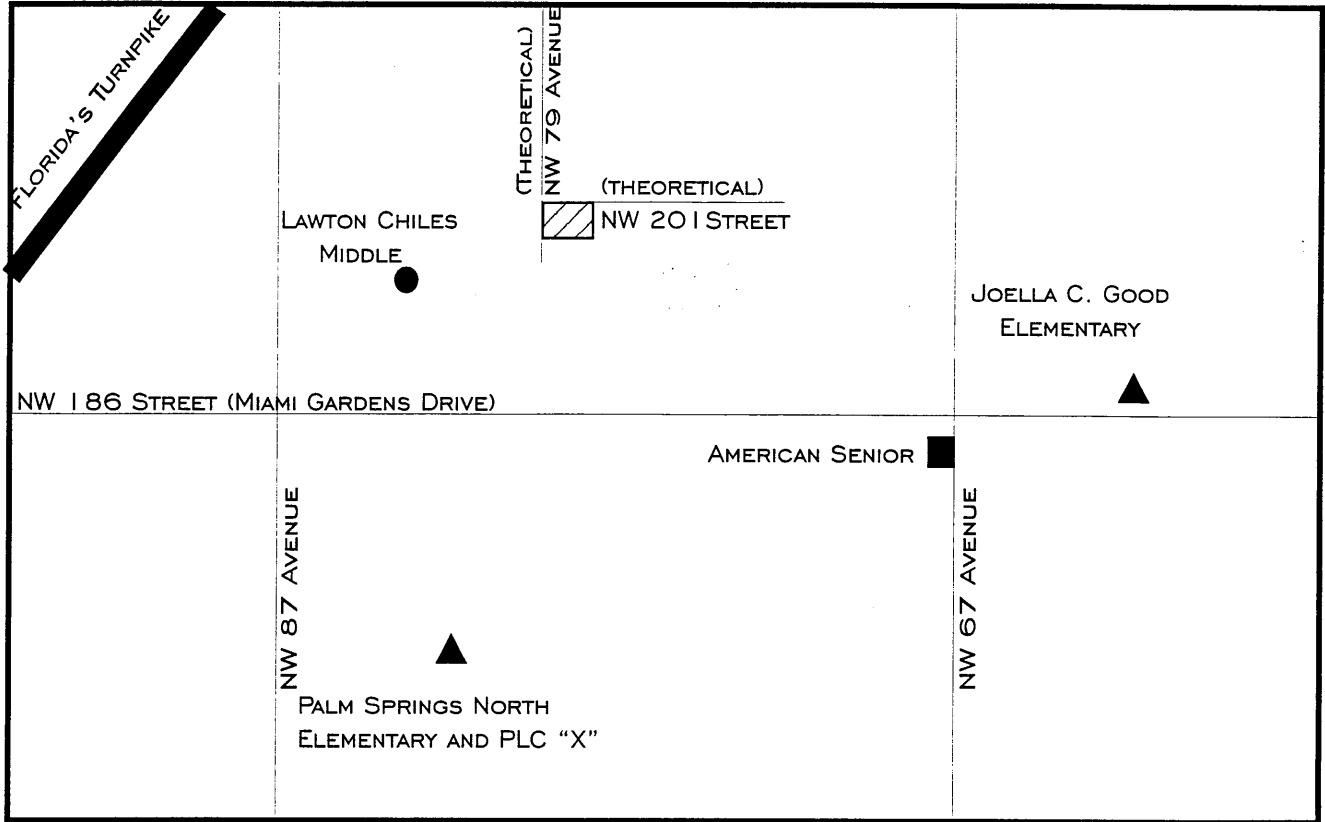 FLORIDA'S TURNPIKE
(THEORETICAL)
NW 79 AVENUE
(THEORETICAL)
NW 201 STREET
LAWTON CHILES
MIDDLE
JOELLA C. GOOD
ELEMENTARY
NW 186 STREET (MIAMI GARDENS DRIVE)
AMERICAN SENIOR
NW 87 AVENUE
NW 67 AVENUE
PALM SPRINGS NORTH
ELEMENTARY AND PLC "X"